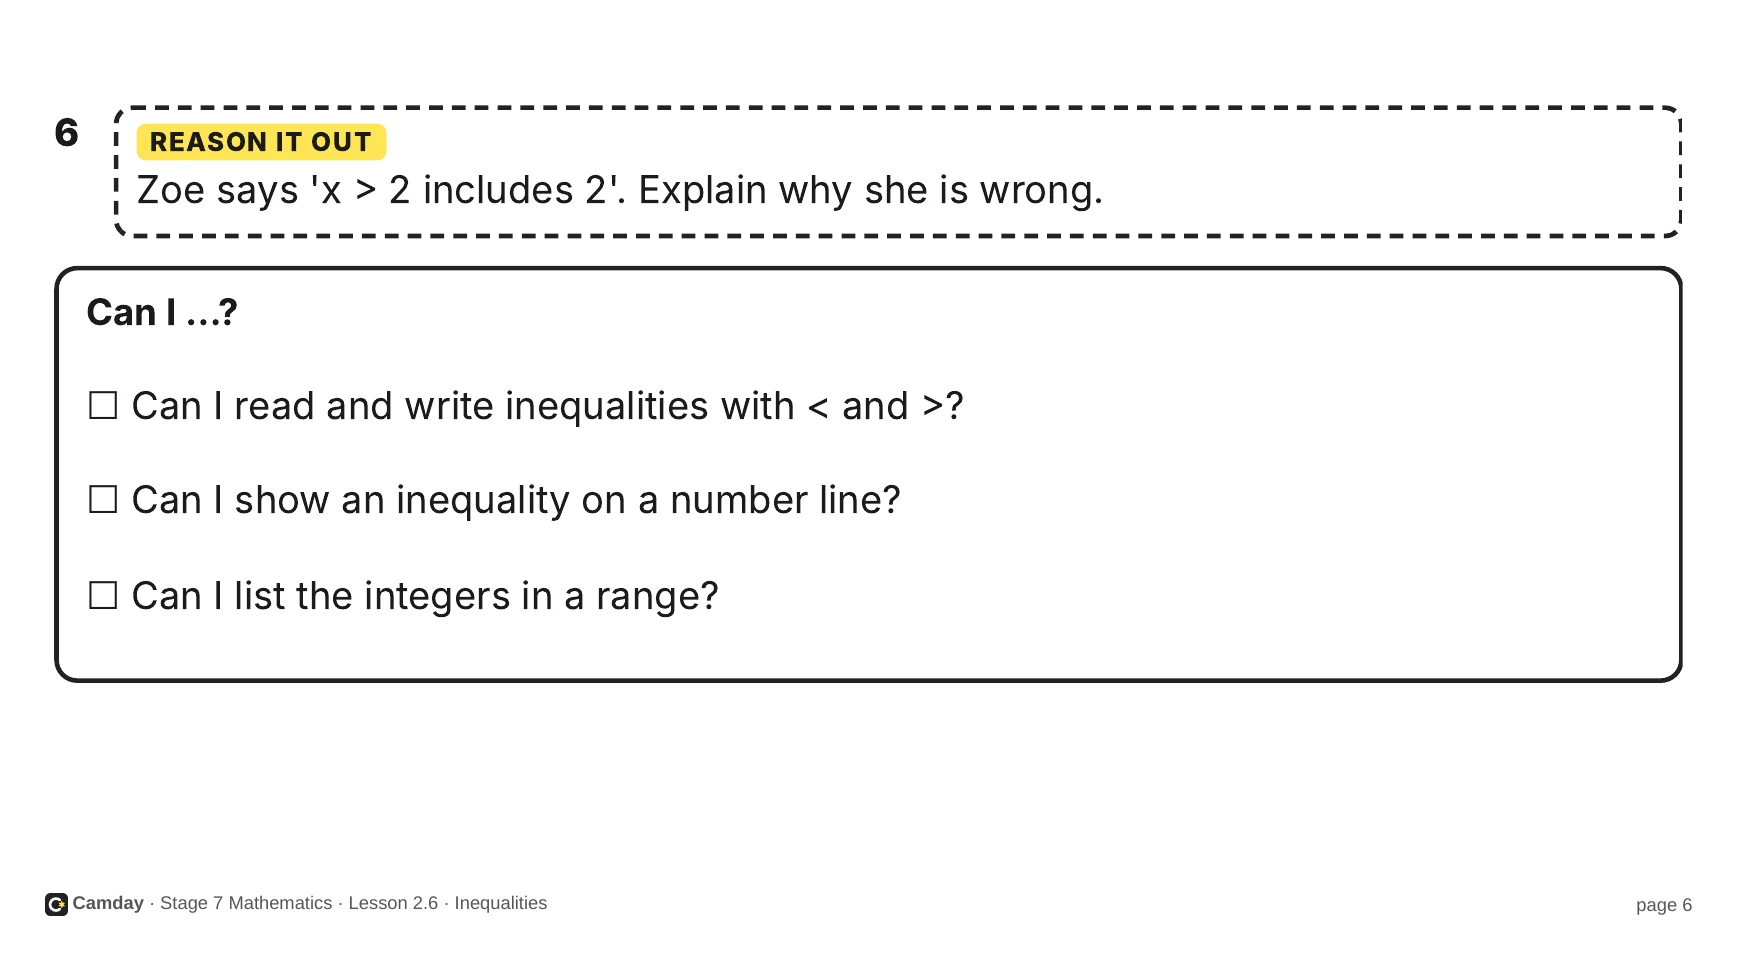 6
REASON IT OUT
Zoe says 'x > 2 includes 2'. Explain why she is wrong.
Can I ...?
☐ Can I read and write inequalities with < and >?
☐ Can I show an inequality on a number line?
☐ Can I list the integers in a range?
Camday · Stage 7 Mathematics · Lesson 2.6 · Inequalities
page 6